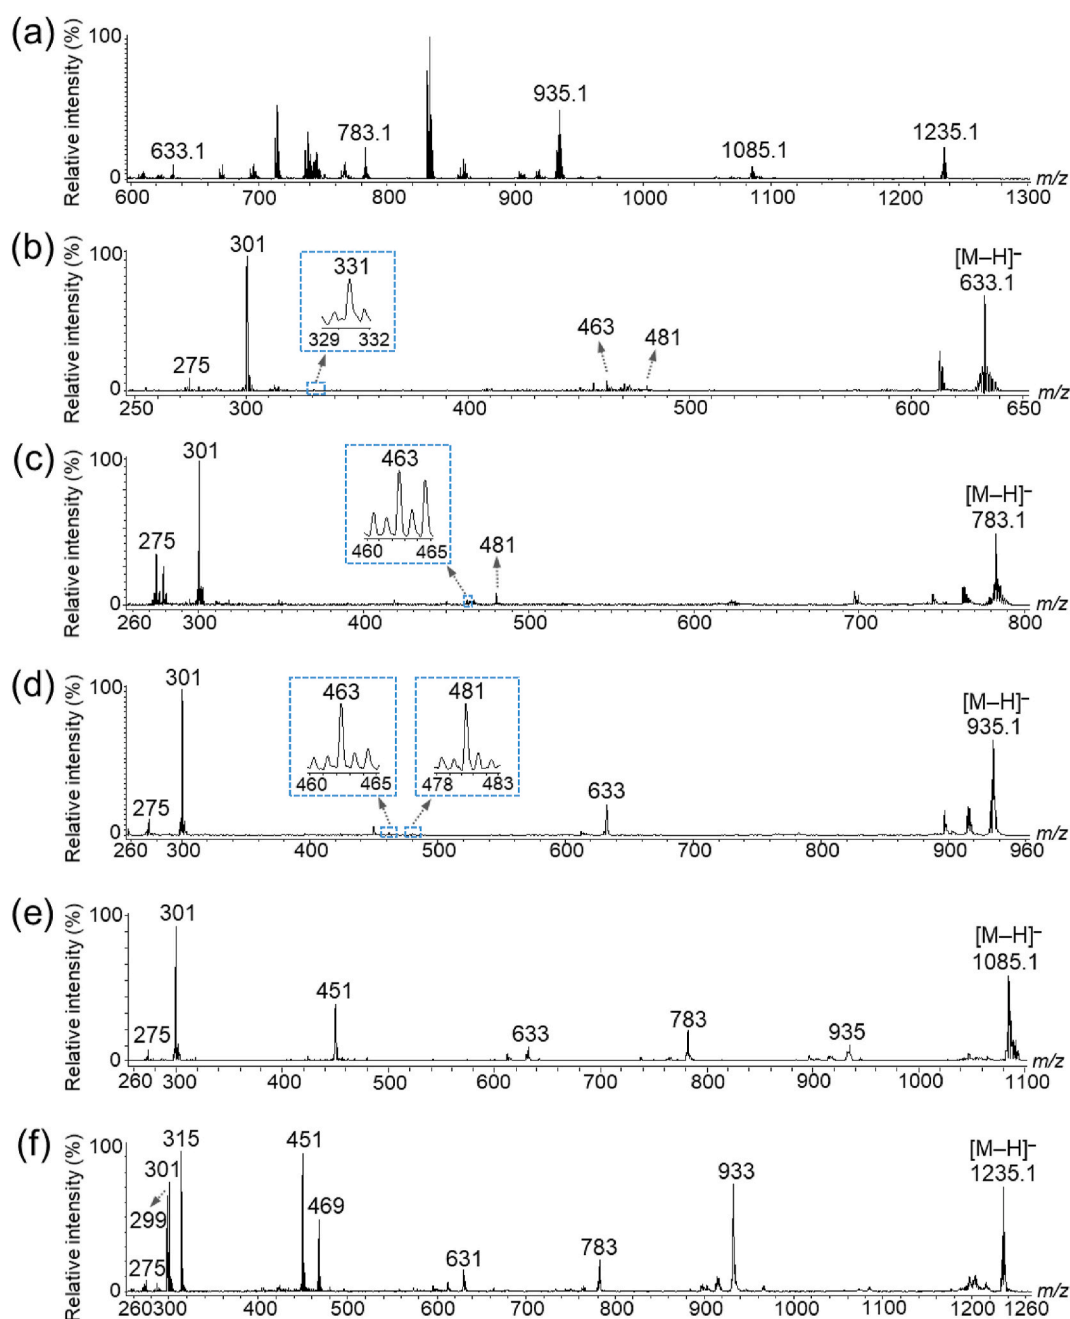 (a)
Relative intensity (%)
100
0
633.1
783.1
935.1
1085.1
1235.1
600 700 800 900 1000 1100 1200 1300 m/z
(b)
Relative intensity (%)
100
0
301
275
331
329 332
463
481
[M–H]⁻
633.1
250 300 400 500 600 650 m/z
(c)
Relative intensity (%)
100
0
301
275
463
460 465
481
[M–H]⁻
783.1
260 300 400 500 600 700 800 m/z
(d)
Relative intensity (%)
100
0
301
275
463
460 465
481
478 483
633
[M–H]⁻
935.1
260 300 400 500 600 700 800 900 960 m/z
(e)
Relative intensity (%)
100
0
301
275
451
633
783
935
[M–H]⁻
1085.1
260 300 400 500 600 700 800 900 1000 1100 m/z
(f)
Relative intensity (%)
100
0
315
301
299
275
451
469
631
783
933
[M–H]⁻
1235.1
260 300 400 500 600 700 800 900 1000 1100 1200 1260 m/z